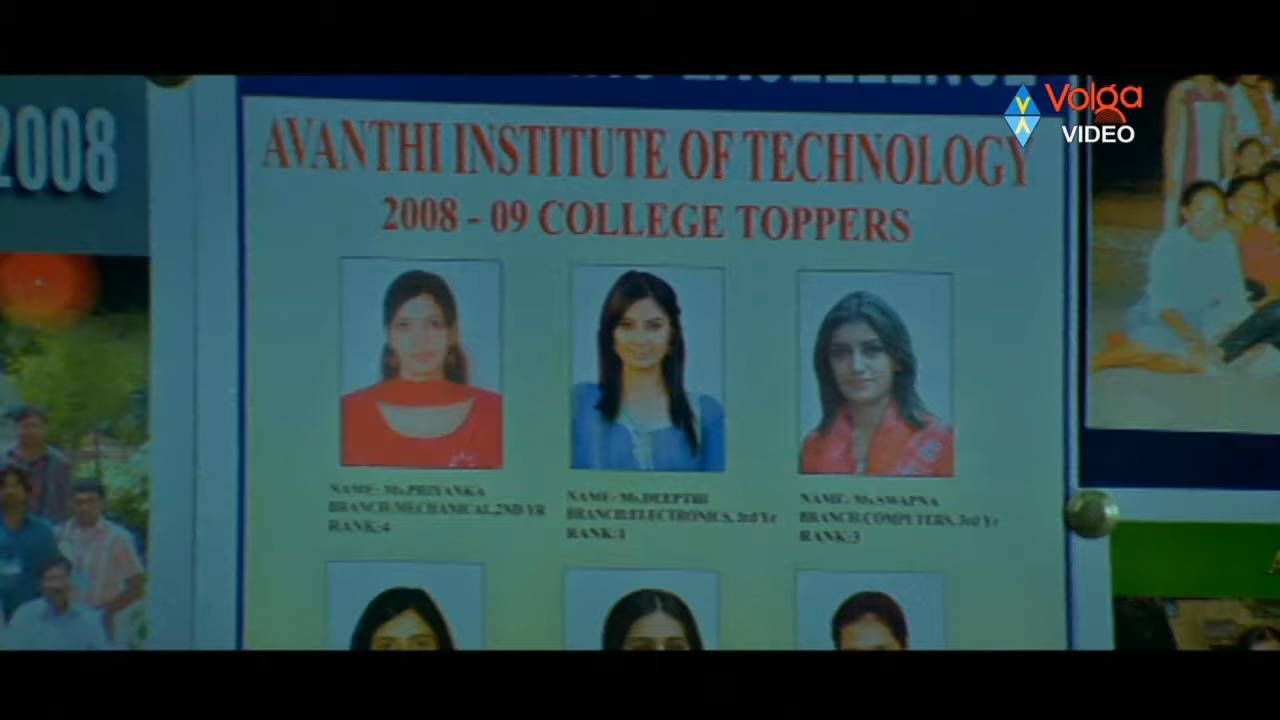 2008
AVANTHI INSTITUTE OF TECHNOLOGY
2008 - 09 COLLEGE TOPPERS
NAME: Ms.PRIYANKA
BRANCH:MECHANICAL,2ND YR
RANK:4
NAME: Ms.DEEPTHI
BRANCH:ELECTRONICS,3rd Yr
RANK:1
NAME: Ms.SWAPNA
BRANCH:COMPUTERS,3rd Yr
RANK:3
Volga
VIDEO